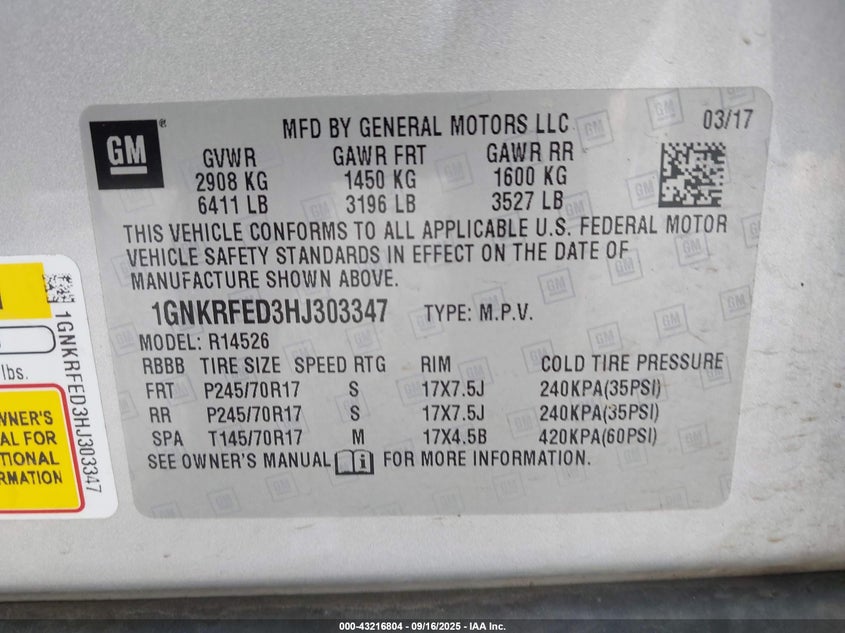 GM
MFD BY GENERAL MOTORS LLC 03/17
GVWR GAWR FRT GAWR RR
2908 KG 1450 KG 1600 KG
6411 LB 3196 LB 3527 LB
THIS VEHICLE CONFORMS TO ALL APPLICABLE U.S. FEDERAL MOTOR
VEHICLE SAFETY STANDARDS IN EFFECT ON THE DATE OF
MANUFACTURE SHOWN ABOVE.
1GNKRFED3HJ303347 TYPE: M.P.V.
MODEL: R14526
RBBB TIRE SIZE SPEED RTG RIM COLD TIRE PRESSURE
FRT P245/70R17 S 17X7.5J 240KPA(35PSI)
RR P245/70R17 S 17X7.5J 240KPA(35PSI)
SPA T145/70R17 M 17X4.5B 420KPA(60PSI)
SEE OWNER'S MANUAL i FOR MORE INFORMATION.
1GNKRFED3HJ303347
lbs.
WNER'S
AL FOR
TIONAL
RMATION
000-43216804 - 09/16/2025 - IAA Inc.